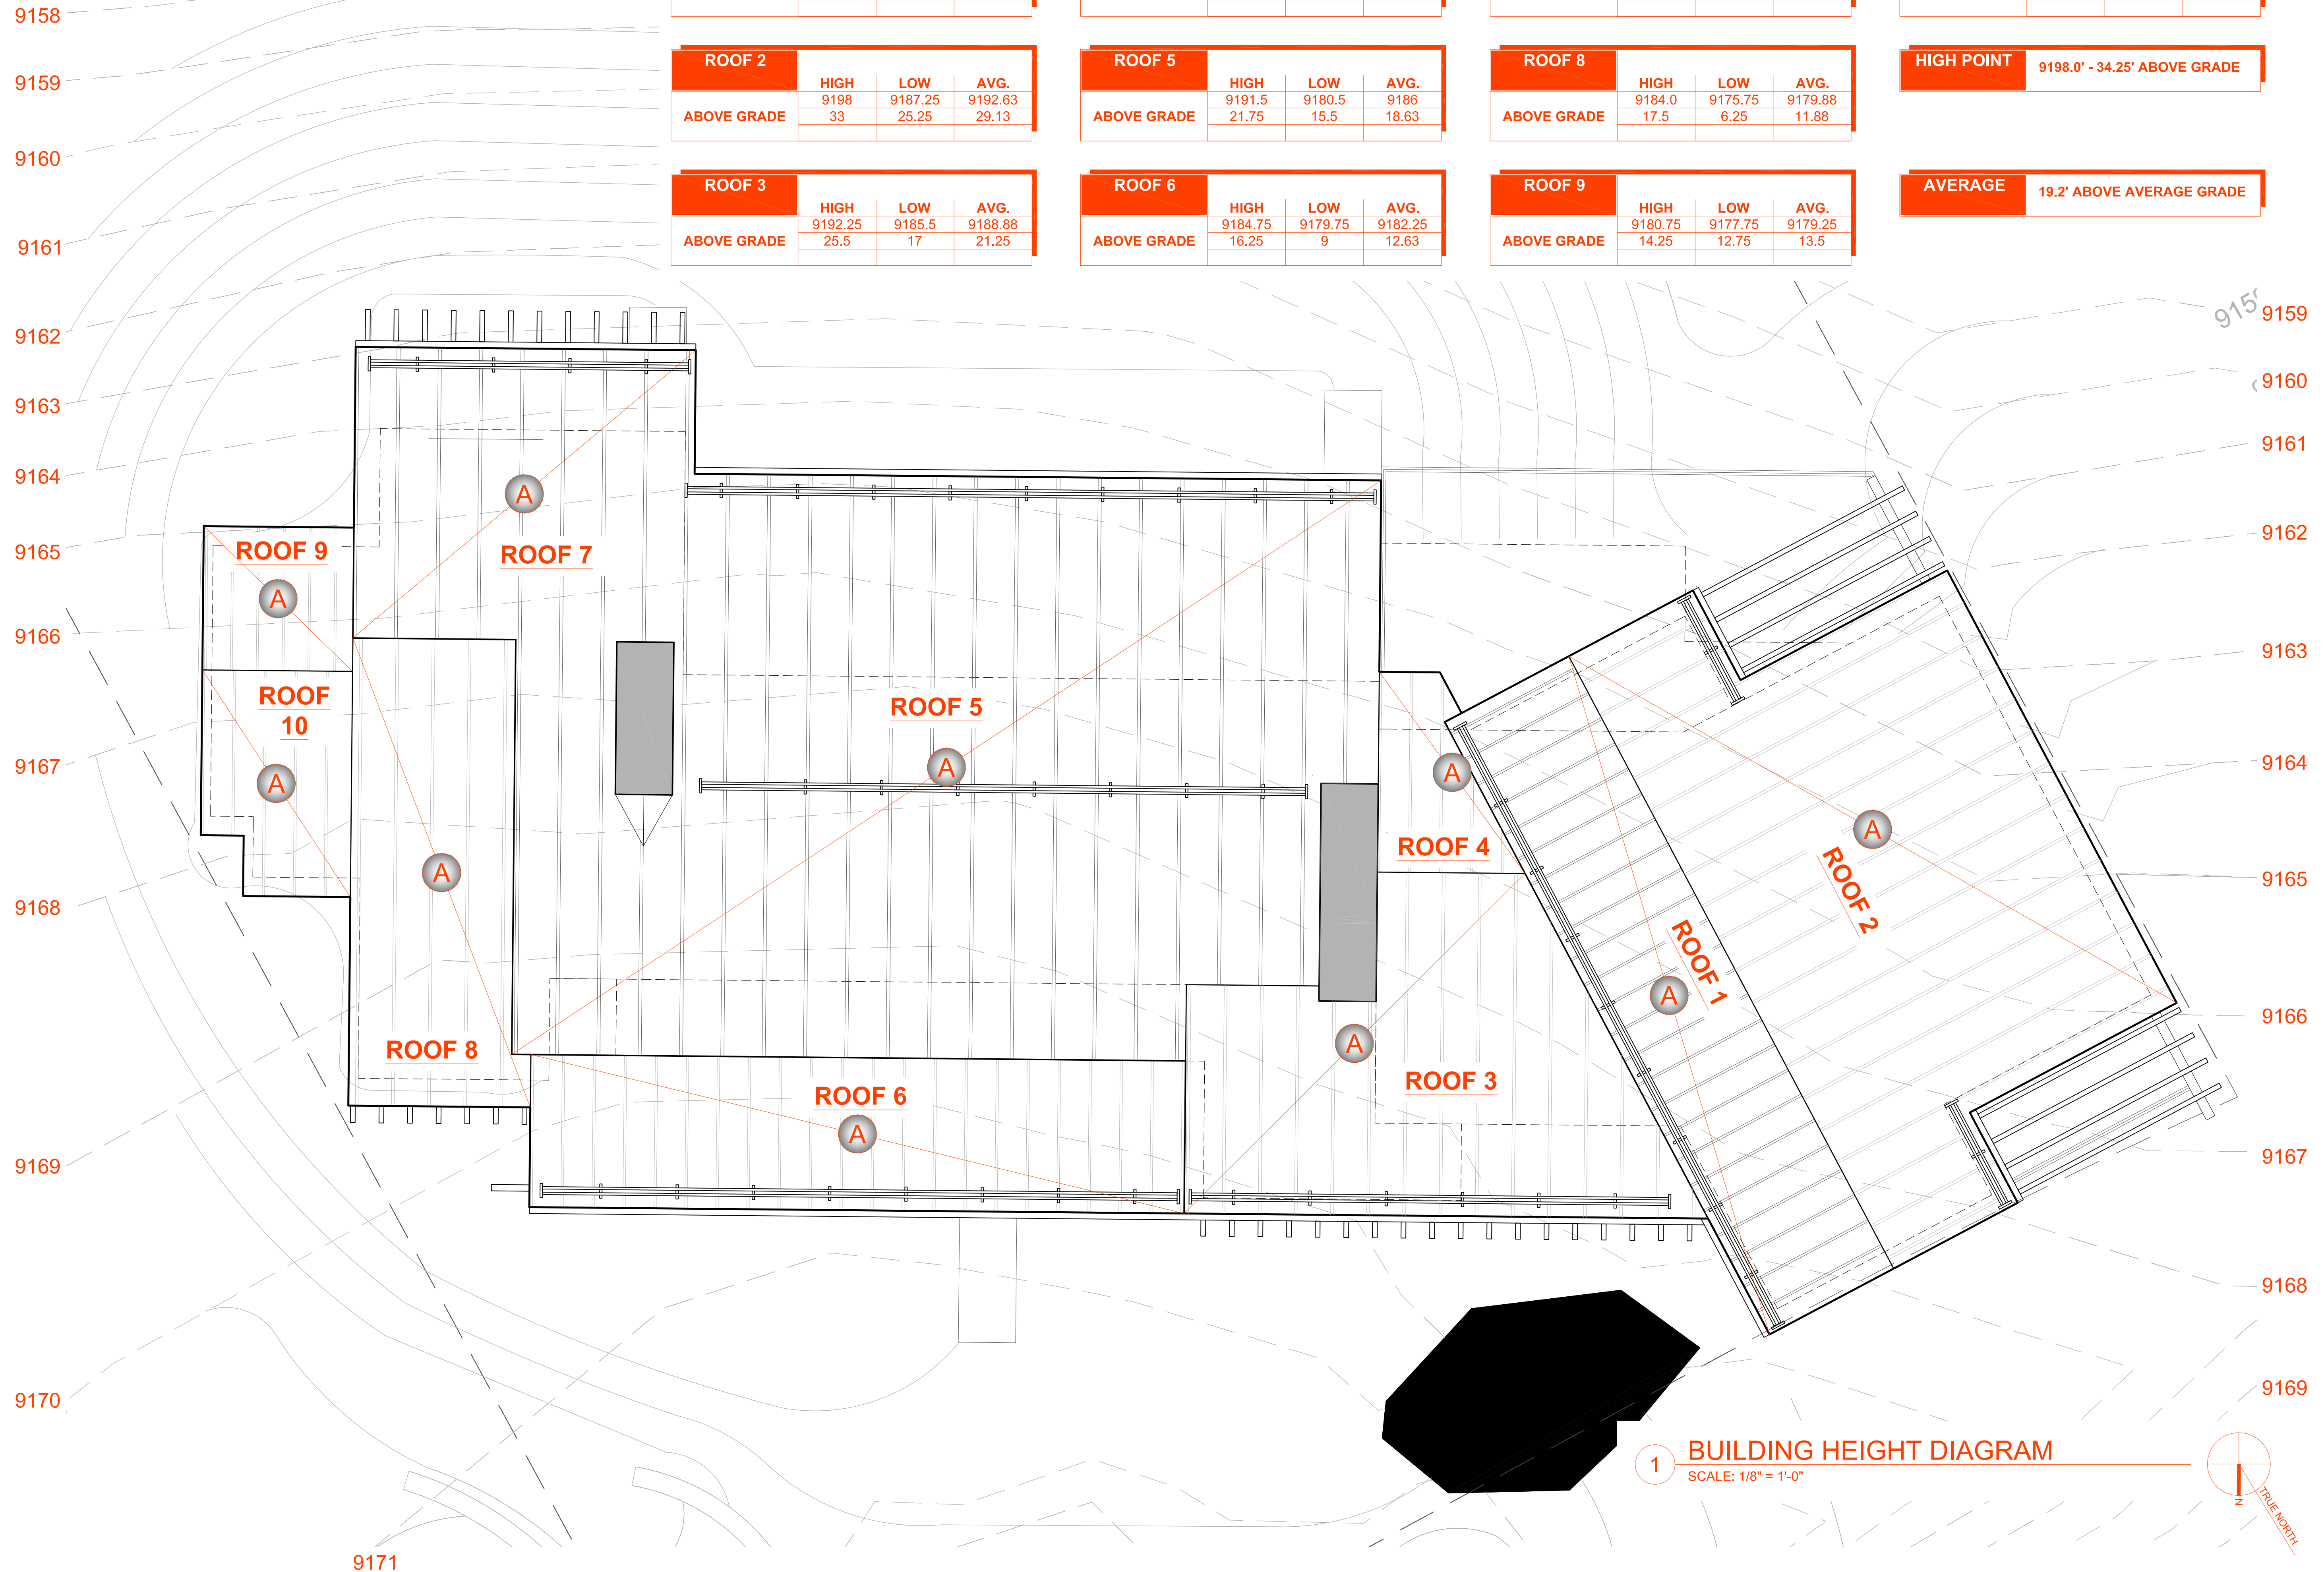 9158
9159
9160
9161
9162
9163
9164
9165
9166
9167
9168
9169
9170
9171
ROOF 2
HIGH LOW AVG.
9198 9187.25 9192.63
ABOVE GRADE 33 25.25 29.13
ROOF 5
HIGH LOW AVG.
9191.5 9180.5 9186
ABOVE GRADE 21.75 15.5 18.63
ROOF 8
HIGH LOW AVG.
9184.0 9175.75 9179.88
ABOVE GRADE 17.5 6.25 11.88
HIGH POINT 9198.0' - 34.25' ABOVE GRADE
ROOF 3
HIGH LOW AVG.
9192.25 9185.5 9188.88
ABOVE GRADE 25.5 17 21.25
ROOF 6
HIGH LOW AVG.
9184.75 9179.75 9182.25
ABOVE GRADE 16.25 9 12.63
ROOF 9
HIGH LOW AVG.
9180.75 9177.75 9179.25
ABOVE GRADE 14.25 12.75 13.5
AVERAGE 19.2' ABOVE AVERAGE GRADE
A
ROOF 7
ROOF 9
A
ROOF
10
A
ROOF 5
A
A
ROOF 8
A
ROOF 4
A
ROOF 2
ROOF 1
A
A
ROOF 3
ROOF 6
A
9159
9160
9161
9162
9163
9164
9165
9166
9167
9168
9169
1 BUILDING HEIGHT DIAGRAM
SCALE: 1/8" = 1'-0"
N
TRUE NORTH